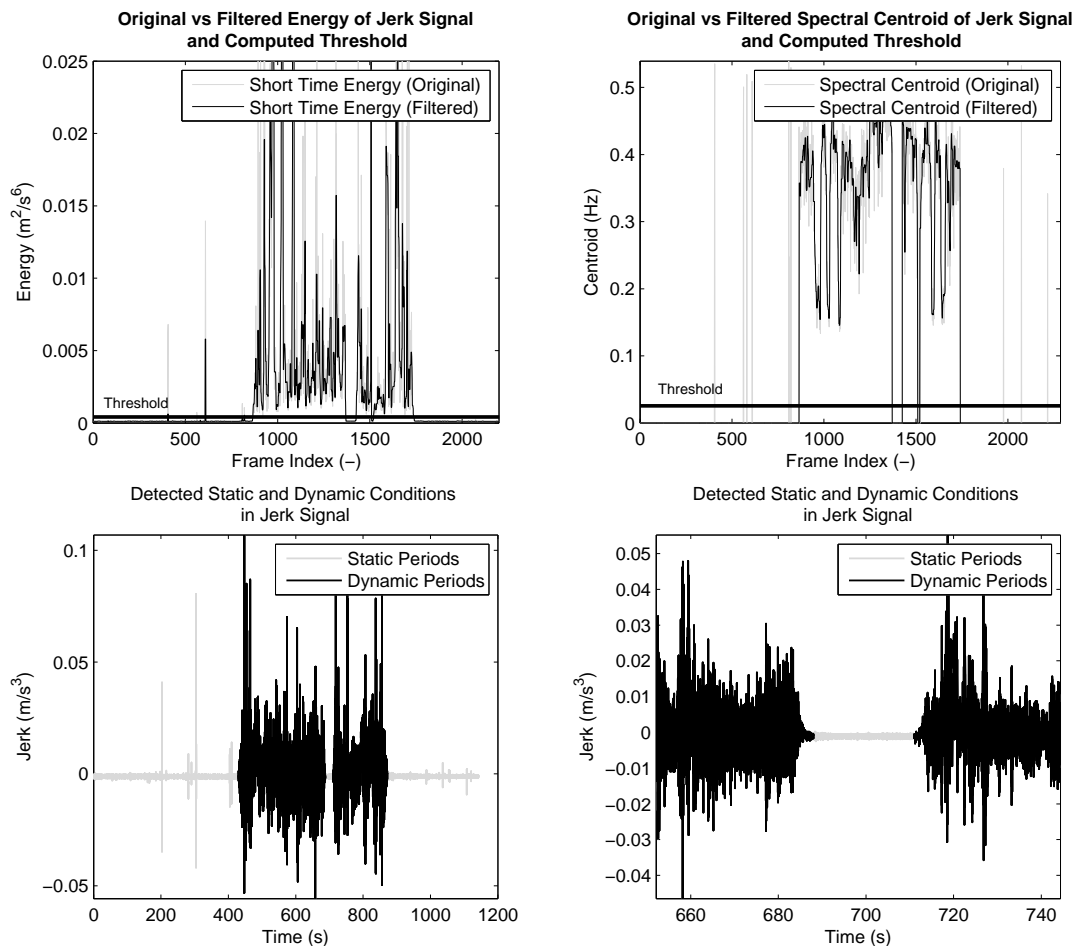 Original vs Filtered Energy of Jerk Signal
and Computed Threshold
Short Time Energy (Original)
Short Time Energy (Filtered)
Threshold
Energy (m²/s⁶)
0.025
0.02
0.015
0.01
0.005
0
0 500 1000 1500 2000
Frame Index (−)
Original vs Filtered Spectral Centroid of Jerk Signal
and Computed Threshold
Spectral Centroid (Original)
Spectral Centroid (Filtered)
Threshold
Centroid (Hz)
0.5
0.4
0.3
0.2
0.1
0
0 500 1000 1500 2000
Frame Index (−)
Detected Static and Dynamic Conditions
in Jerk Signal
Static Periods
Dynamic Periods
Jerk (m/s³)
0.1
0.05
0
−0.05
0 200 400 600 800 1000 1200
Time (s)
Detected Static and Dynamic Conditions
in Jerk Signal
Static Periods
Dynamic Periods
Jerk (m/s³)
0.05
0.04
0.03
0.02
0.01
0
−0.01
−0.02
−0.03
−0.04
660 680 700 720 740
Time (s)